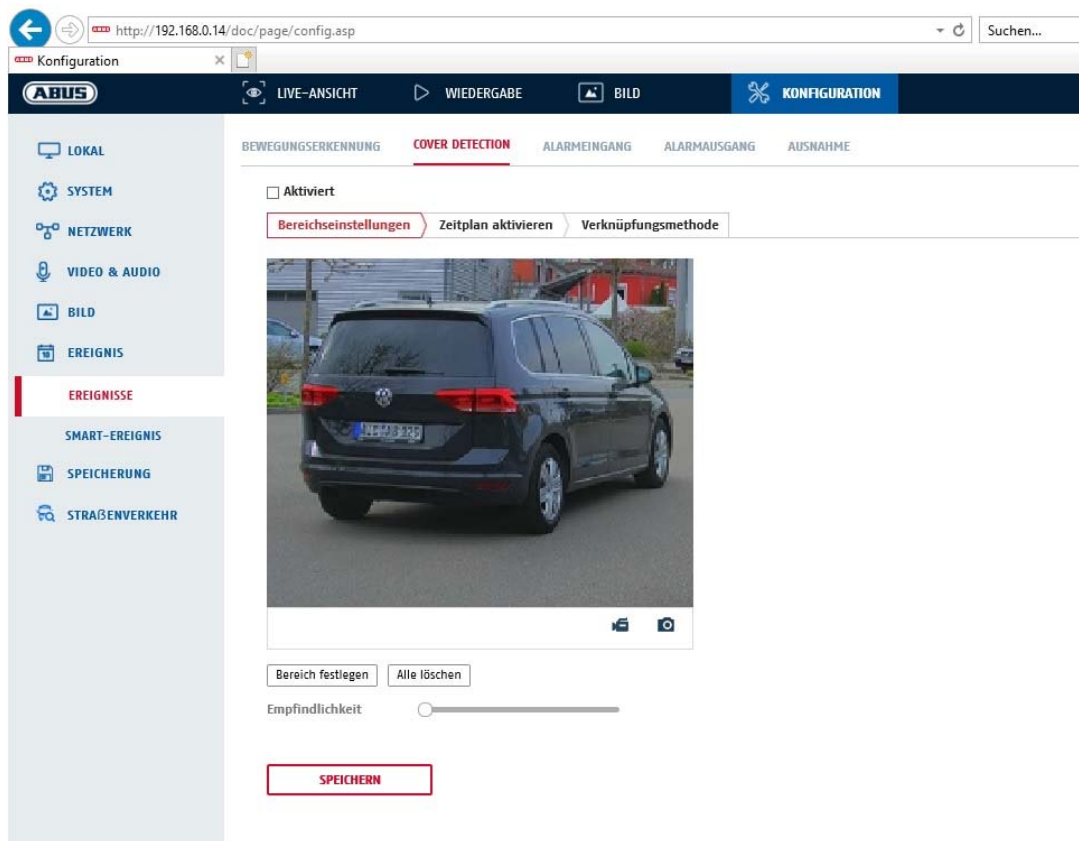 http://192.168.0.14/doc/page/config.asp
Suchen...
Konfiguration
ABUS
LIVE-ANSICHT
WIEDERGABE
BILD
KONFIGURATION
LOKAL
SYSTEM
NETZWERK
VIDEO & AUDIO
BILD
EREIGNIS
EREIGNISSE
SMART-EREIGNIS
SPEICHERUNG
STRAßENVERKEHR
BEWEGUNGSERKENNUNG
COVER DETECTION
ALARMEINGANG
ALARMAUSGANG
AUSNAHME
Aktiviert
Bereichseinstellungen
Zeitplan aktivieren
Verknüpfungsmethode
Bereich festlegen
Alle löschen
Empfindlichkeit
SPEICHERN